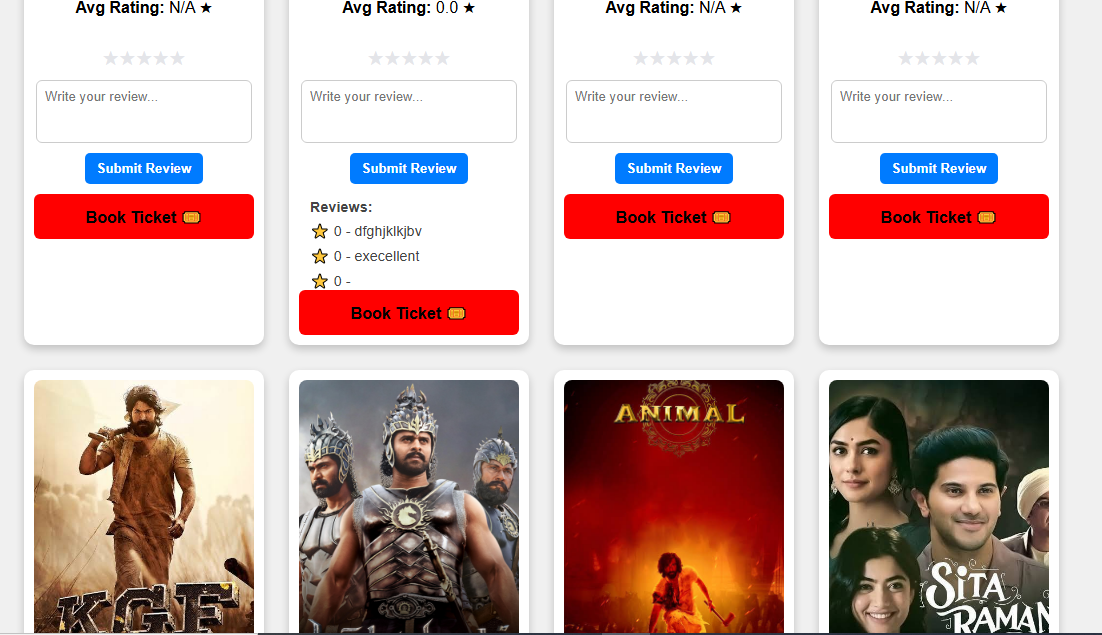 Avg Rating: N/A ★
Avg Rating: 0.0 ★
Avg Rating: N/A ★
Avg Rating: N/A ★
Write your review...
Write your review...
Write your review...
Write your review...
Submit Review
Submit Review
Submit Review
Submit Review
Book Ticket 🎫
Reviews:
⭐ 0 - dfghjklkjbv
⭐ 0 - execellent
⭐ 0 -
Book Ticket 🎫
Book Ticket 🎫
Book Ticket 🎫
KGF
ANIMAL
SITA
RAMAM